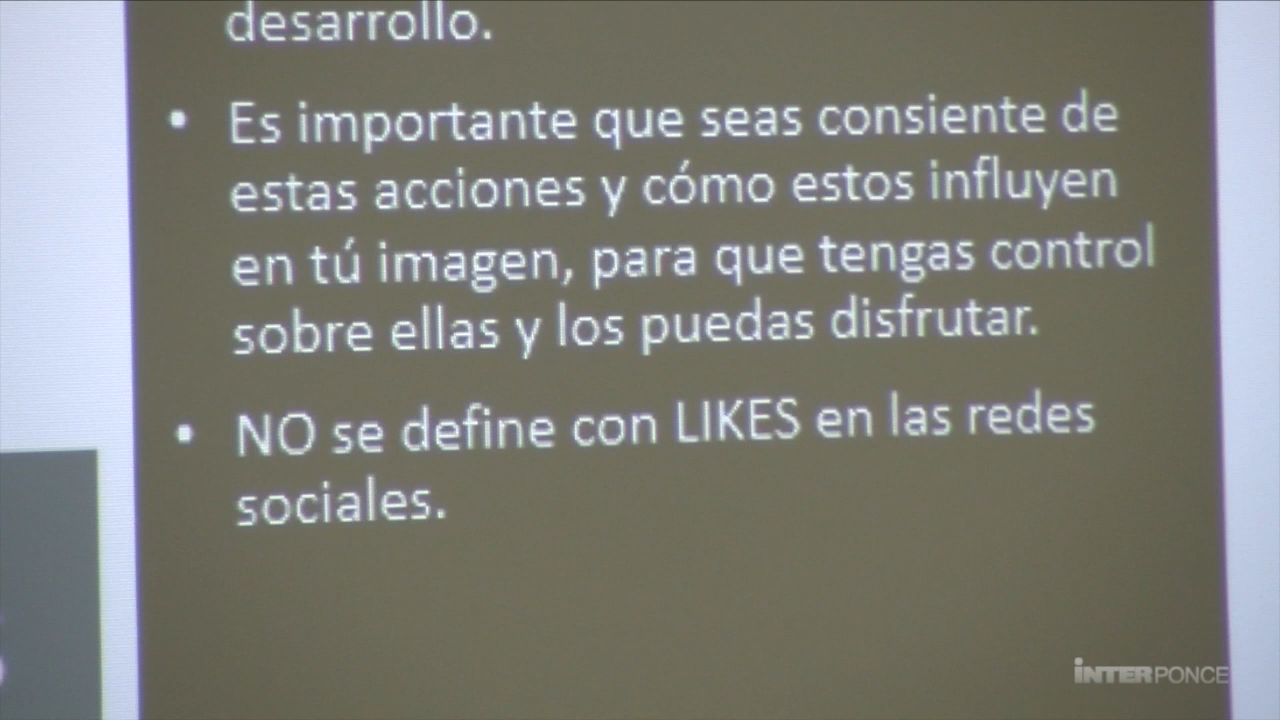 desarrollo.
• Es importante que seas consiente de
estas acciones y cómo estos influyen
en tú imagen, para que tengas control
sobre ellas y los puedas disfrutar.
• NO se define con LIKES en las redes
sociales.
INTERPONCE